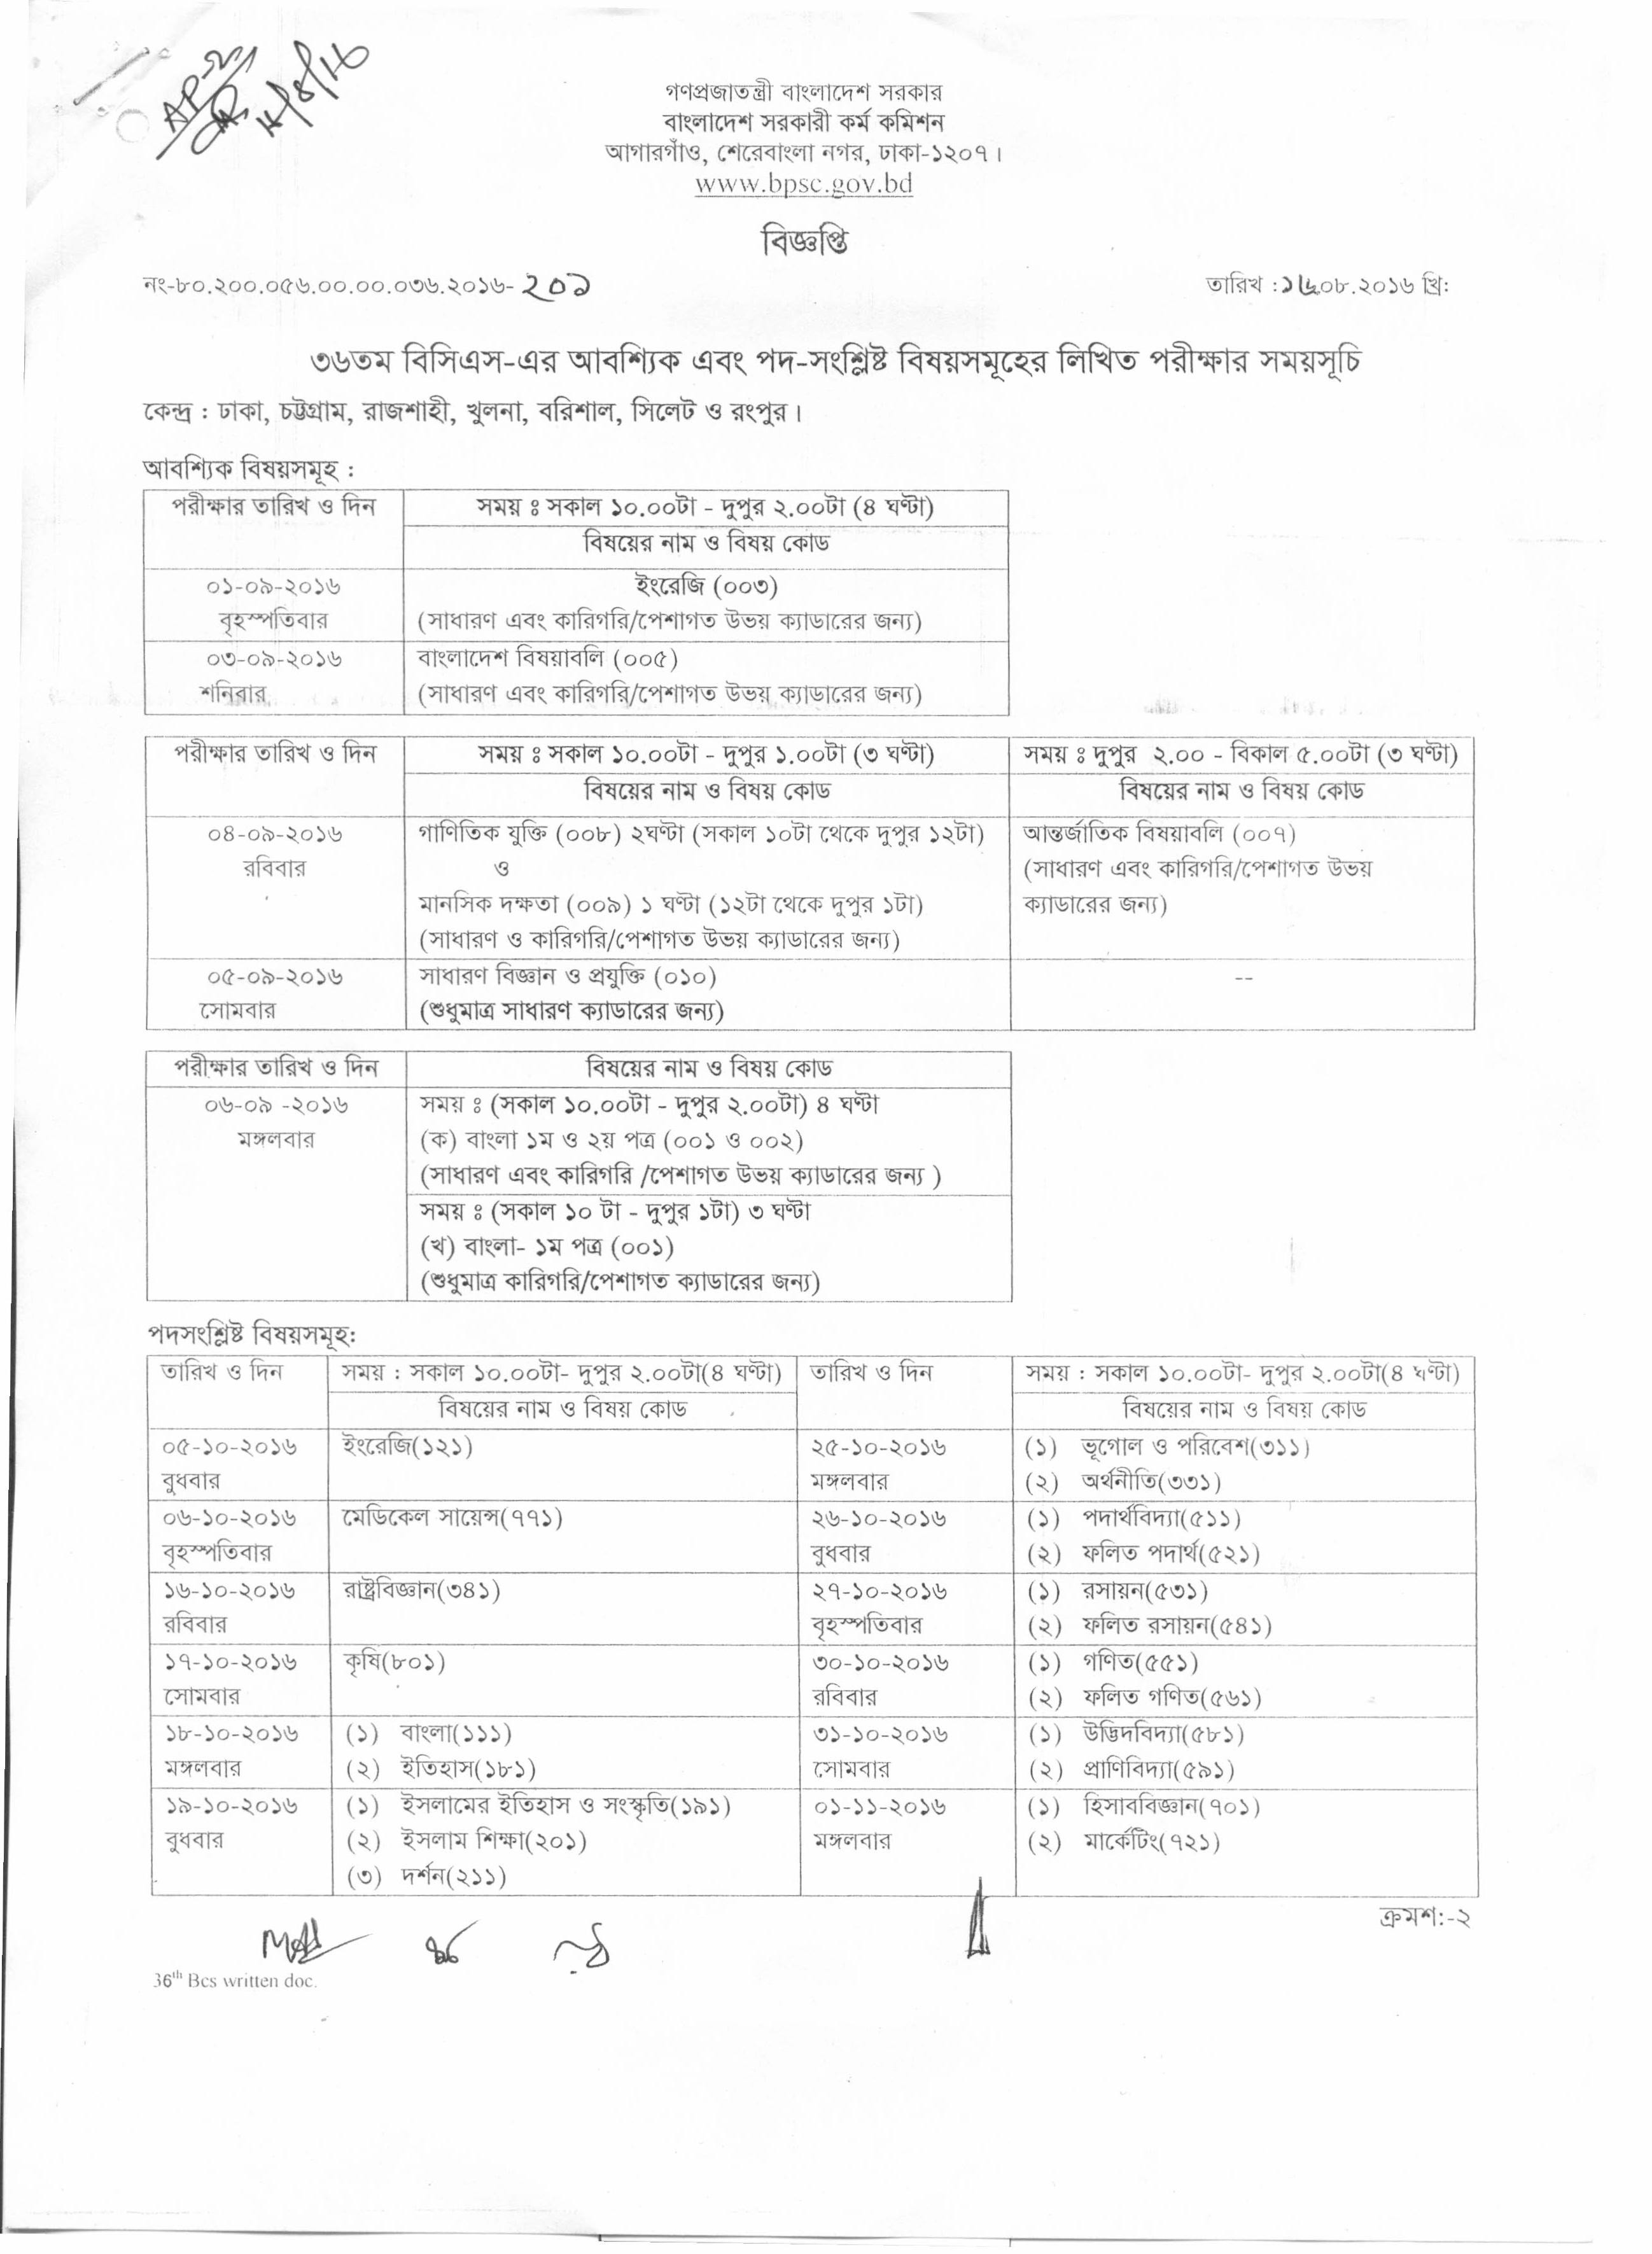 গণপ্রজাতন্ত্রী বাংলাদেশ সরকার
বাংলাদেশ সরকারী কর্ম কমিশন
আগারগাঁও, শেরেবাংলা নগর, ঢাকা-১২০৭।
www.bpsc.gov.bd
বিজ্ঞপ্তি
নং-৮০.২০০.০৫৬.০০.০০.০৩৬.২০১৬- ২০১
তারিখ : ১৬.০৮.২০১৬ খ্রি:
৩৬তম বিসিএস-এর আবশ্যিক এবং পদ-সংশ্লিষ্ট বিষয়সমূহের লিখিত পরীক্ষার সময়সূচি
কেন্দ্র : ঢাকা, চট্টগ্রাম, রাজশাহী, খুলনা, বরিশাল, সিলেট ও রংপুর।
আবশ্যিক বিষয়সমূহ :
পরীক্ষার তারিখ ও দিন সময় ঃ সকাল ১০.০০টা - দুপুর ২.০০টা (৪ ঘণ্টা)
বিষয়ের নাম ও বিষয় কোড
০১-০৯-২০১৬ ইংরেজি (০০৩)
বৃহস্পতিবার (সাধারণ এবং কারিগরি/পেশাগত উভয় ক্যাডারের জন্য)
০৩-০৯-২০১৬ বাংলাদেশ বিষয়াবলি (০০৫)
শনিবার (সাধারণ এবং কারিগরি/পেশাগত উভয় ক্যাডারের জন্য)
পরীক্ষার তারিখ ও দিন সময় ঃ সকাল ১০.০০টা - দুপুর ১.০০টা (৩ ঘণ্টা) সময় ঃ দুপুর ২.০০ - বিকাল ৫.০০টা (৩ ঘণ্টা)
বিষয়ের নাম ও বিষয় কোড বিষয়ের নাম ও বিষয় কোড
০৪-০৯-২০১৬ গাণিতিক যুক্তি (০০৮) ২ঘণ্টা (সকাল ১০টা থেকে দুপুর ১২টা) আন্তর্জাতিক বিষয়াবলি (০০৭)
রবিবার ও (সাধারণ এবং কারিগরি/পেশাগত উভয়
মানসিক দক্ষতা (০০৯) ১ ঘণ্টা (১২টা থেকে দুপুর ১টা) ক্যাডারের জন্য)
(সাধারণ ও কারিগরি/পেশাগত উভয় ক্যাডারের জন্য)
০৫-০৯-২০১৬ সাধারণ বিজ্ঞান ও প্রযুক্তি (০১০) --
সোমবার (শুধুমাত্র সাধারণ ক্যাডারের জন্য)
পরীক্ষার তারিখ ও দিন বিষয়ের নাম ও বিষয় কোড
০৬-০৯ -২০১৬ সময় ঃ (সকাল ১০.০০টা - দুপুর ২.০০টা) ৪ ঘণ্টা
মঙ্গলবার (ক) বাংলা ১ম ও ২য় পত্র (০০১ ও ০০২)
(সাধারণ এবং কারিগরি /পেশাগত উভয় ক্যাডারের জন্য )
সময় ঃ (সকাল ১০ টা - দুপুর ১টা) ৩ ঘণ্টা
(খ) বাংলা- ১ম পত্র (০০১)
(শুধুমাত্র কারিগরি/পেশাগত ক্যাডারের জন্য)
পদসংশ্লিষ্ট বিষয়সমূহ:
তারিখ ও দিন সময় : সকাল ১০.০০টা- দুপুর ২.০০টা(৪ ঘণ্টা) তারিখ ও দিন সময় : সকাল ১০.০০টা- দুপুর ২.০০টা(৪ ঘণ্টা)
বিষয়ের নাম ও বিষয় কোড বিষয়ের নাম ও বিষয় কোড
০৫-১০-২০১৬ ইংরেজি(১২১) ২৫-১০-২০১৬ (১) ভূগোল ও পরিবেশ(৩১১)
বুধবার মঙ্গলবার (২) অর্থনীতি(৩৩১)
০৬-১০-২০১৬ মেডিকেল সায়েন্স(৭৭১) ২৬-১০-২০১৬ (১) পদার্থবিদ্যা(৫১১)
বৃহস্পতিবার বুধবার (২) ফলিত পদার্থ(৫২১)
১৬-১০-২০১৬ রাষ্ট্রবিজ্ঞান(৩৪১) ২৭-১০-২০১৬ (১) রসায়ন(৫৩১)
রবিবার বৃহস্পতিবার (২) ফলিত রসায়ন(৫৪১)
১৭-১০-২০১৬ কৃষি(৮০১) ৩০-১০-২০১৬ (১) গণিত(৫৫১)
সোমবার রবিবার (২) ফলিত গণিত(৫৬১)
১৮-১০-২০১৬ (১) বাংলা(১১১) ৩১-১০-২০১৬ (১) উদ্ভিদবিদ্যা(৫৮১)
মঙ্গলবার (২) ইতিহাস(১৮১) সোমবার (২) প্রাণিবিদ্যা(৫৯১)
১৯-১০-২০১৬ (১) ইসলামের ইতিহাস ও সংস্কৃতি(১৯১) ০১-১১-২০১৬ (১) হিসাববিজ্ঞান(৭০১)
বুধবার (২) ইসলাম শিক্ষা(২০১) মঙ্গলবার (২) মার্কেটিং(৭২১)
(৩) দর্শন(২১১)
ক্রমশ:-২
36th Bcs written doc.